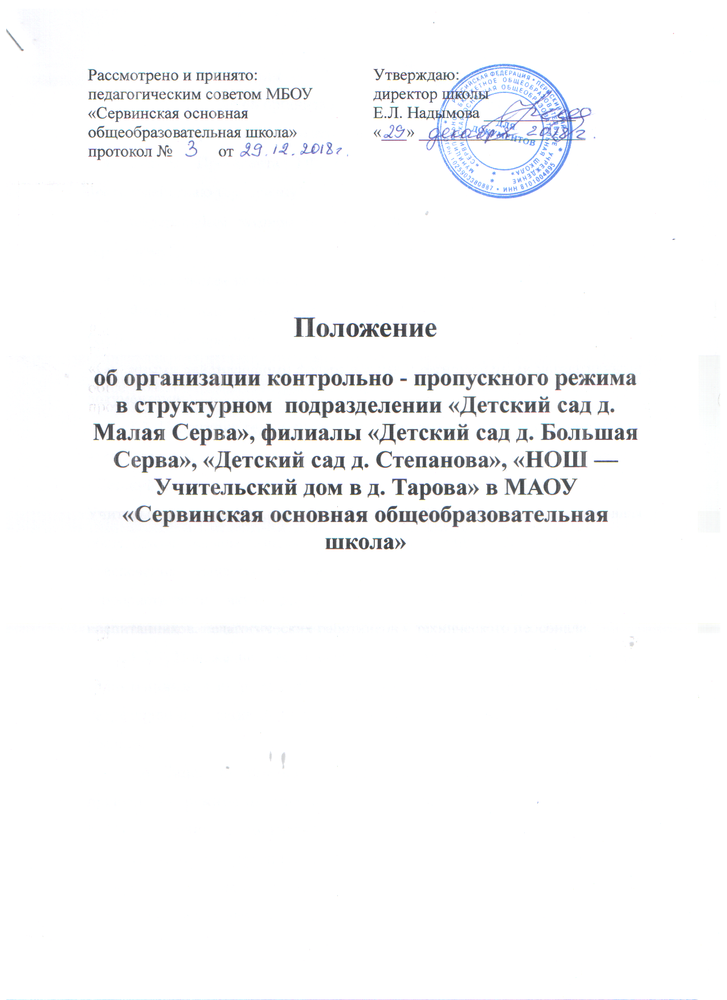 Рассмотрено и принято:
педагогическим советом МБОУ
«Сервинская основная
общеобразовательная школа»
протокол № 3 от 29.12.2018г.
Утверждаю:
директор школы
Е.Л. Надымова
«29» декабря 2018г.
РОССИЙСКАЯ ФЕДЕРАЦИЯ * ПЕРМСКИЙ КРАЙ * ОГРН 1025903380887 * ИНН 8101004895 *
МУНИЦИПАЛЬНОЕ БЮДЖЕТНОЕ ОБЩЕОБРАЗОВАТЕЛЬНОЕ УЧРЕЖДЕНИЕ *
«СЕРВИНСКАЯ ОСНОВНАЯ ОБЩЕОБРАЗОВАТЕЛЬНАЯ ШКОЛА» *
ДЛЯ
ДОКУМЕНТОВ
Положение
об организации контрольно - пропускного режима
в структурном подразделении «Детский сад д.
Малая Серва», филиалы «Детский сад д. Большая
Серва», «Детский сад д. Степанова», «НОШ —
Учительский дом в д. Тарова» в МАОУ
«Сервинская основная общеобразовательная
школа»